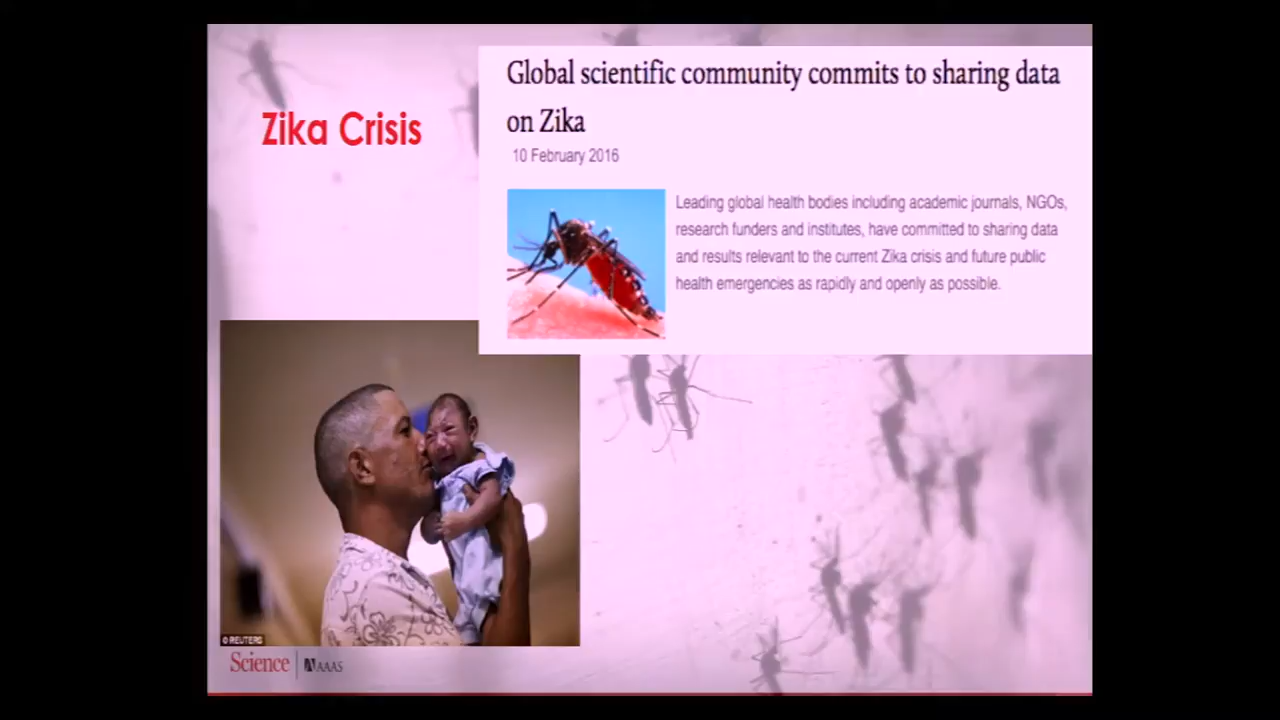 Zika Crisis
Global scientific community commits to sharing data
on Zika
10 February 2016
Leading global health bodies including academic journals, NGOs,
research funders and institutes, have committed to sharing data
and results relevant to the current Zika crisis and future public
health emergencies as rapidly and openly as possible.
© REUTERS
Science AAAS